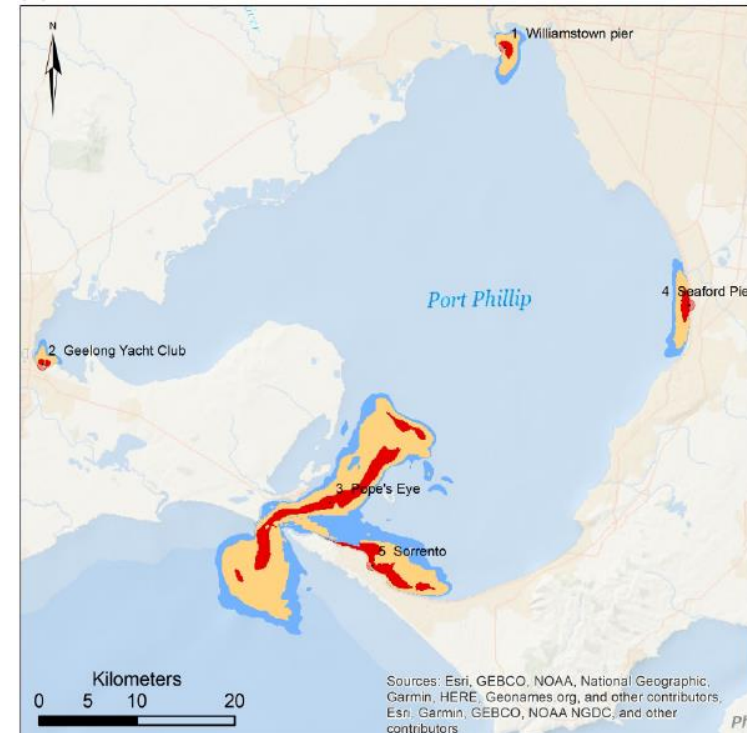 N
1 Williamstown pier
Port Phillip
4 Seaford Pie
2 Geelong Yacht Club
3 Pope's Eye
5 Sorrento
Kilometers
0 5 10 20
Sources: Esri, GEBCO, NOAA, National Geographic,
Garmin, HERE, Geonames.org, and other contributors,
Esri, Garmin, GEBCO, NOAA NGDC, and other
contributors
Ph